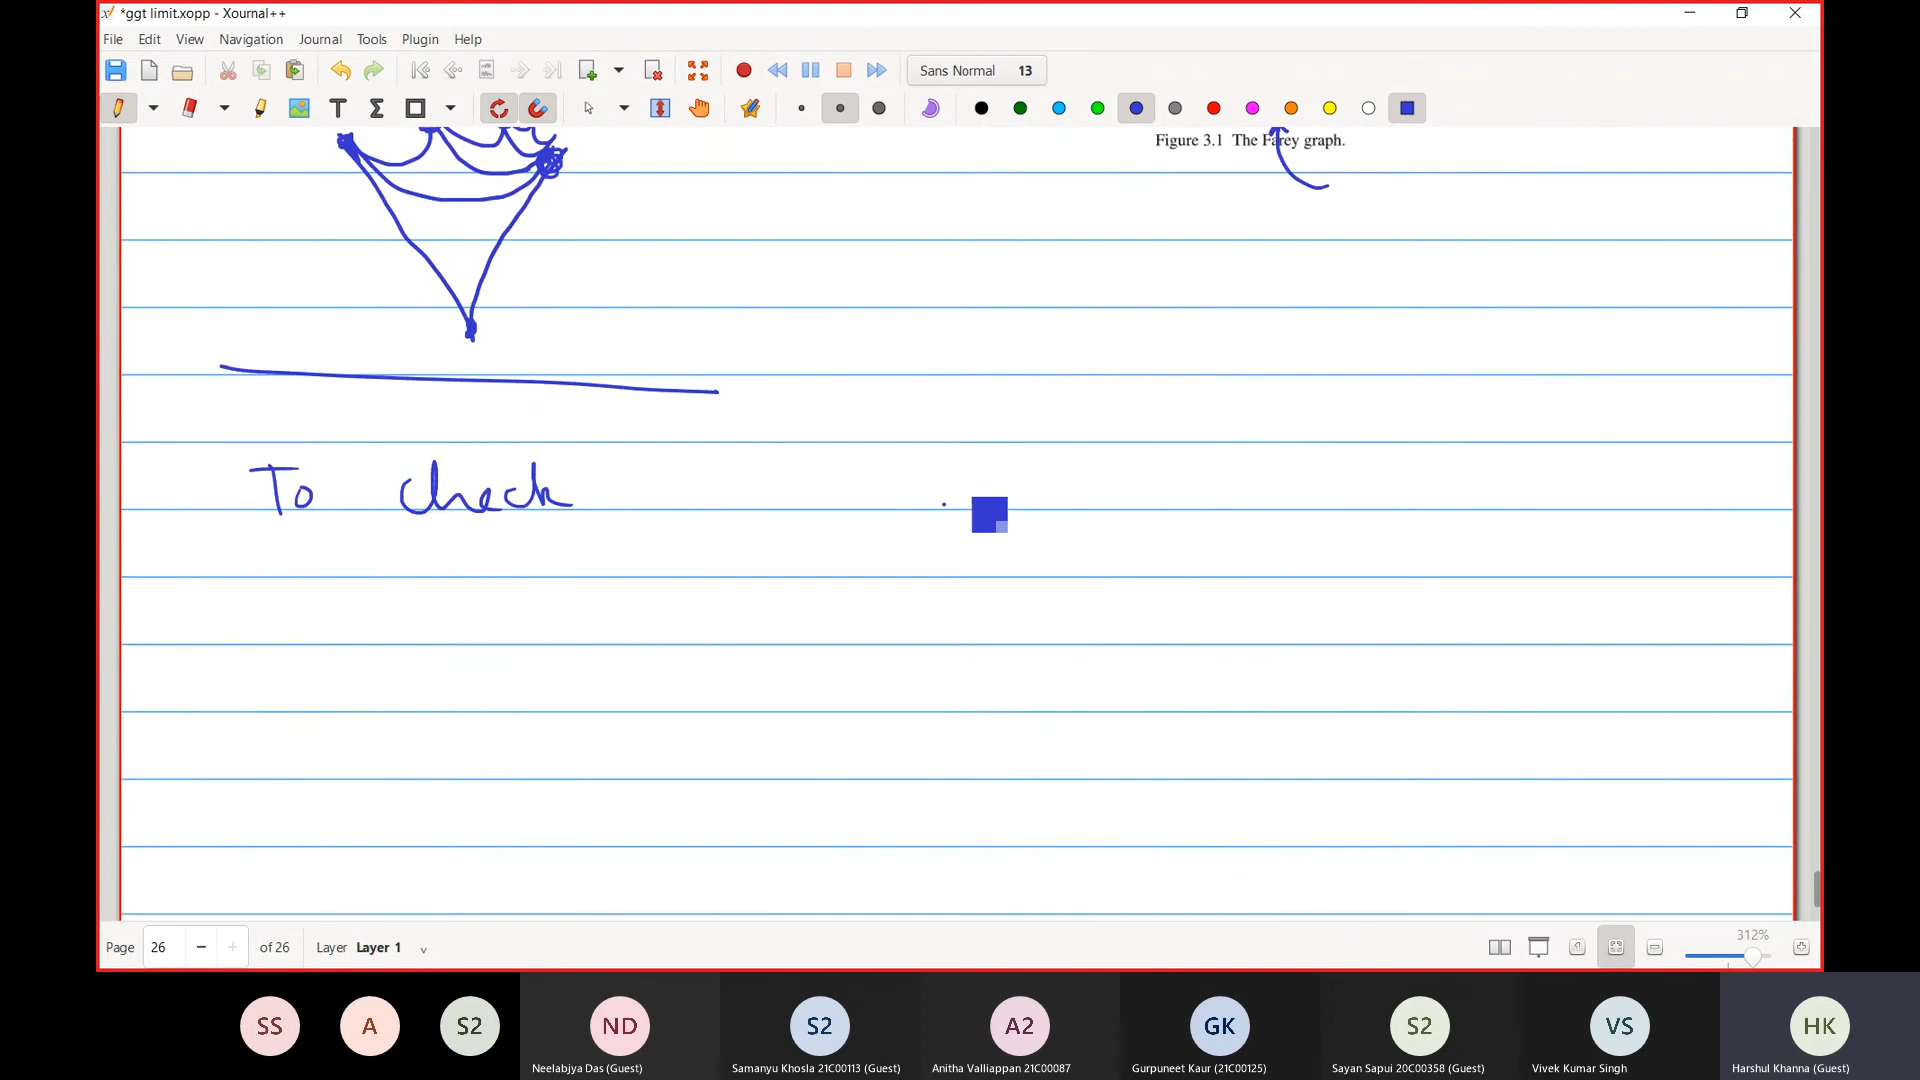 *ggt limit.xopp - Xournal++
File Edit View Navigation Journal Tools Plugin Help
Sans Normal 13
Figure 3.1 The Farey graph.
To check
312%
Page 26 of 26 Layer Layer 1
SS A S2 ND S2 A2 GK S2 VS HK
Neelabjya Das (Guest) Samanyu Khosla 21C00113 (Guest) Anitha Valliappan 21C00087 Gurpuneet Kaur (21C00125) Sayan Sapui 20C00358 (Guest) Vivek Kumar Singh Harshul Khanna (Guest)